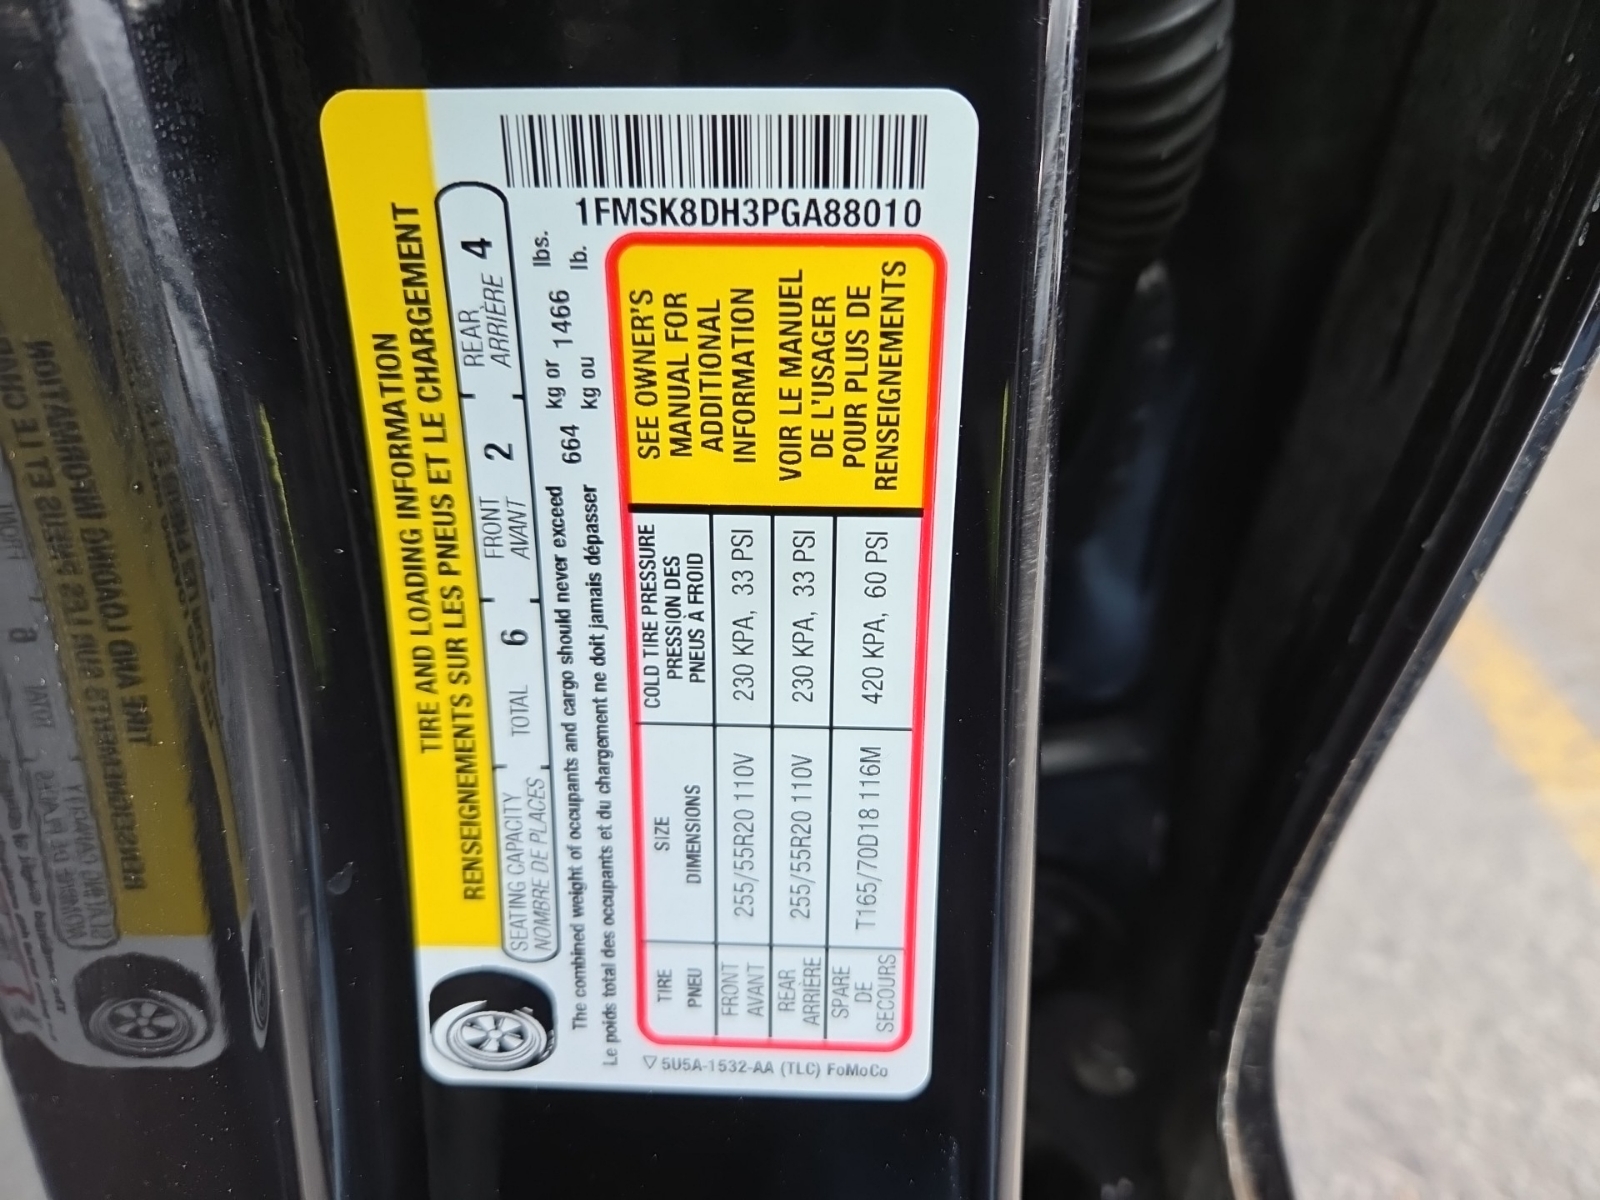 TIRE AND LOADING INFORMATION
RENSEIGNEMENTS SUR LES PNEUS ET LE CHARGEMENT
SEATING CAPACITY TOTAL 6 FRONT 2 REAR 4
NOMBRE DE PLACES AVANT ARRIÈRE
The combined weight of occupants and cargo should never exceed 664 kg or 1466 lbs.
Le poids total des occupants et du chargement ne doit jamais dépasser kg ou lb.
1FMSK8DH3PGA88010
TIRE SIZE COLD TIRE PRESSURE
PNEU DIMENSIONS PRESSION DES
PNEUS À FROID
FRONT 255/55R20 110V 230 KPA, 33 PSI
AVANT
REAR 255/55R20 110V 230 KPA, 33 PSI
ARRIÈRE
SPARE T165/70D18 116M 420 KPA, 60 PSI
DE
SECOURS
SEE OWNER'S
MANUAL FOR
ADDITIONAL
INFORMATION
VOIR LE MANUEL
DE L'USAGER
POUR PLUS DE
RENSEIGNEMENTS
5U5A-1532-AA (TLC) FoMoCo